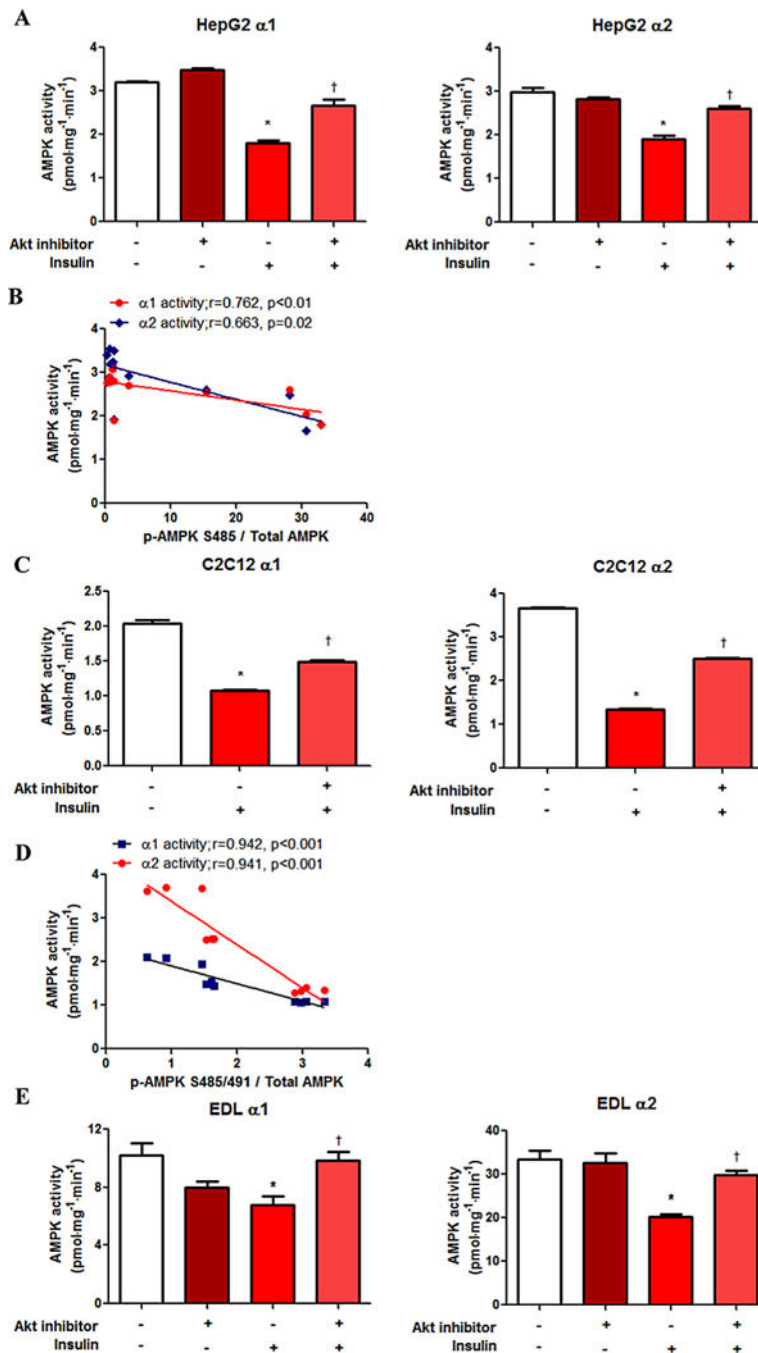 A
HepG2 α1
HepG2 α2
AMPK activity
(pmol·mg⁻¹·min⁻¹)
4
3
2
1
0
AMPK activity
(pmol·mg⁻¹·min⁻¹)
4
3
2
1
0
*
†
*
†
Akt inhibitor - + - +
Insulin - - + +
- + - +
- - + +
B
α1 activity;r=0.762, p<0.01
α2 activity;r=0.663, p=0.02
AMPK activity
(pmol·mg⁻¹·min⁻¹)
4
3
2
1
0
0 10 20 30 40
p-AMPK S485 / Total AMPK
C
C2C12 α1
C2C12 α2
AMPK activity
(pmol·mg⁻¹·min⁻¹)
2.5
2.0
1.5
1.0
0.5
0.0
AMPK activity
(pmol·mg⁻¹·min⁻¹)
4
3
2
1
0
*
†
*
†
Akt inhibitor - - +
Insulin - + +
Akt inhibitor - - +
Insulin - + +
D
α1 activity;r=0.942, p<0.001
α2 activity;r=0.941, p<0.001
AMPK activity
(pmol·mg⁻¹·min⁻¹)
4
3
2
1
0
0 1 2 3 4
p-AMPK S485/491 / Total AMPK
E
EDL α1
EDL α2
AMPK activity
(pmol·mg⁻¹·min⁻¹)
12
9
6
3
0
AMPK activity
(pmol·mg⁻¹·min⁻¹)
40
30
20
10
0
*
†
*
†
Akt inhibitor - + - +
Insulin - - + +
Akt inhibitor - + - +
Insulin - - + +